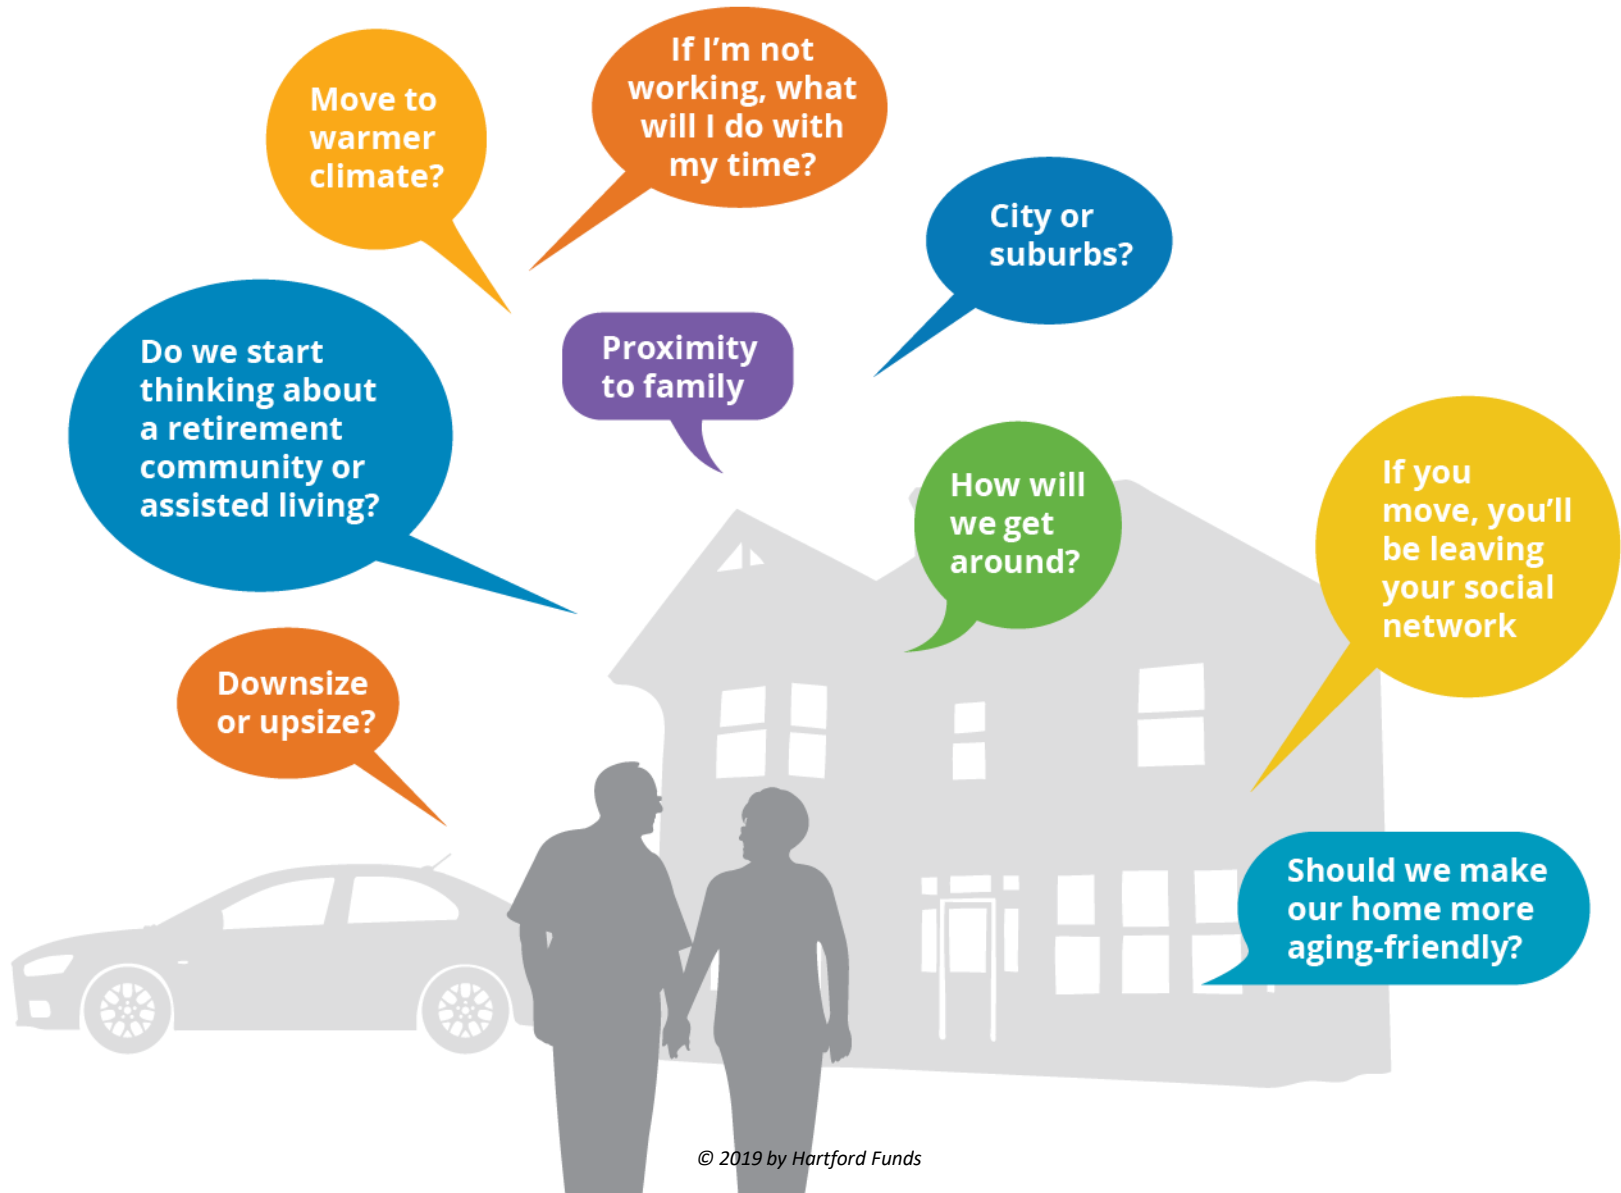 Move to
warmer
climate?
If I’m not
working, what
will I do with
my time?
City or
suburbs?
Do we start
thinking about
a retirement
community or
assisted living?
Proximity
to family
How will
we get
around?
If you
move, you’ll
be leaving
your social
network
Downsize
or upsize?
Should we make
our home more
aging-friendly?
© 2019 by Hartford Funds